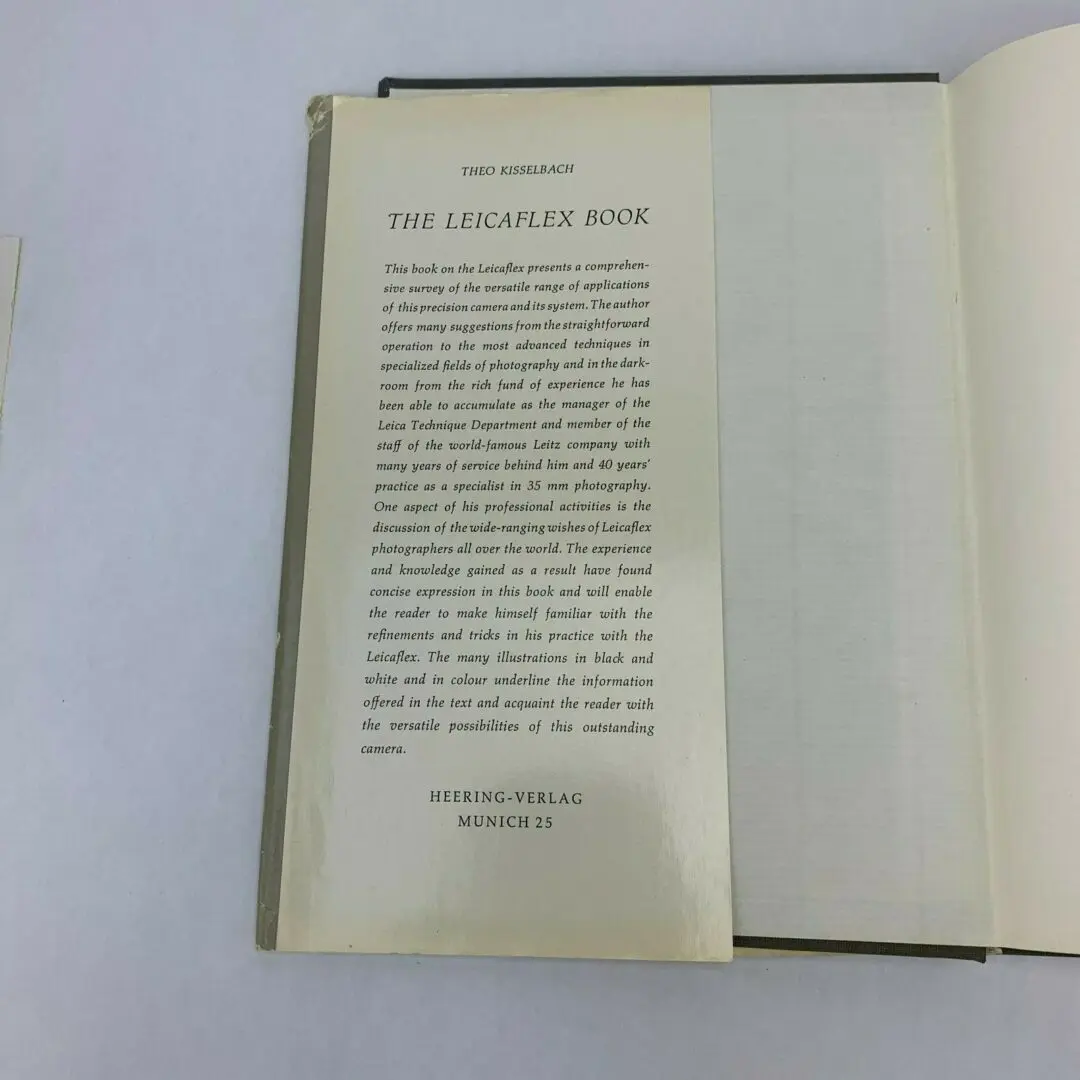 THEO KISSELBACH
THE LEICAFLEX BOOK
This book on the Leicaflex presents a comprehen-
sive survey of the versatile range of applications
of this precision camera and its system. The author
offers many suggestions from the straightforward
operation to the most advanced techniques in
specialized fields of photography and in the dark-
room from the rich fund of experience he has
been able to accumulate as the manager of the
Leica Technique Department and member of the
staff of the world-famous Leitz company with
many years of service behind him and 40 years'
practice as a specialist in 35 mm photography.
One aspect of his professional activities is the
discussion of the wide-ranging wishes of Leicaflex
photographers all over the world. The experience
and knowledge gained as a result have found
concise expression in this book and will enable
the reader to make himself familiar with the
refinements and tricks in his practice with the
Leicaflex. The many illustrations in black and
white and in colour underline the information
offered in the text and acquaint the reader with
the versatile possibilities of this outstanding
camera.
HEERING-VERLAG
MUNICH 25